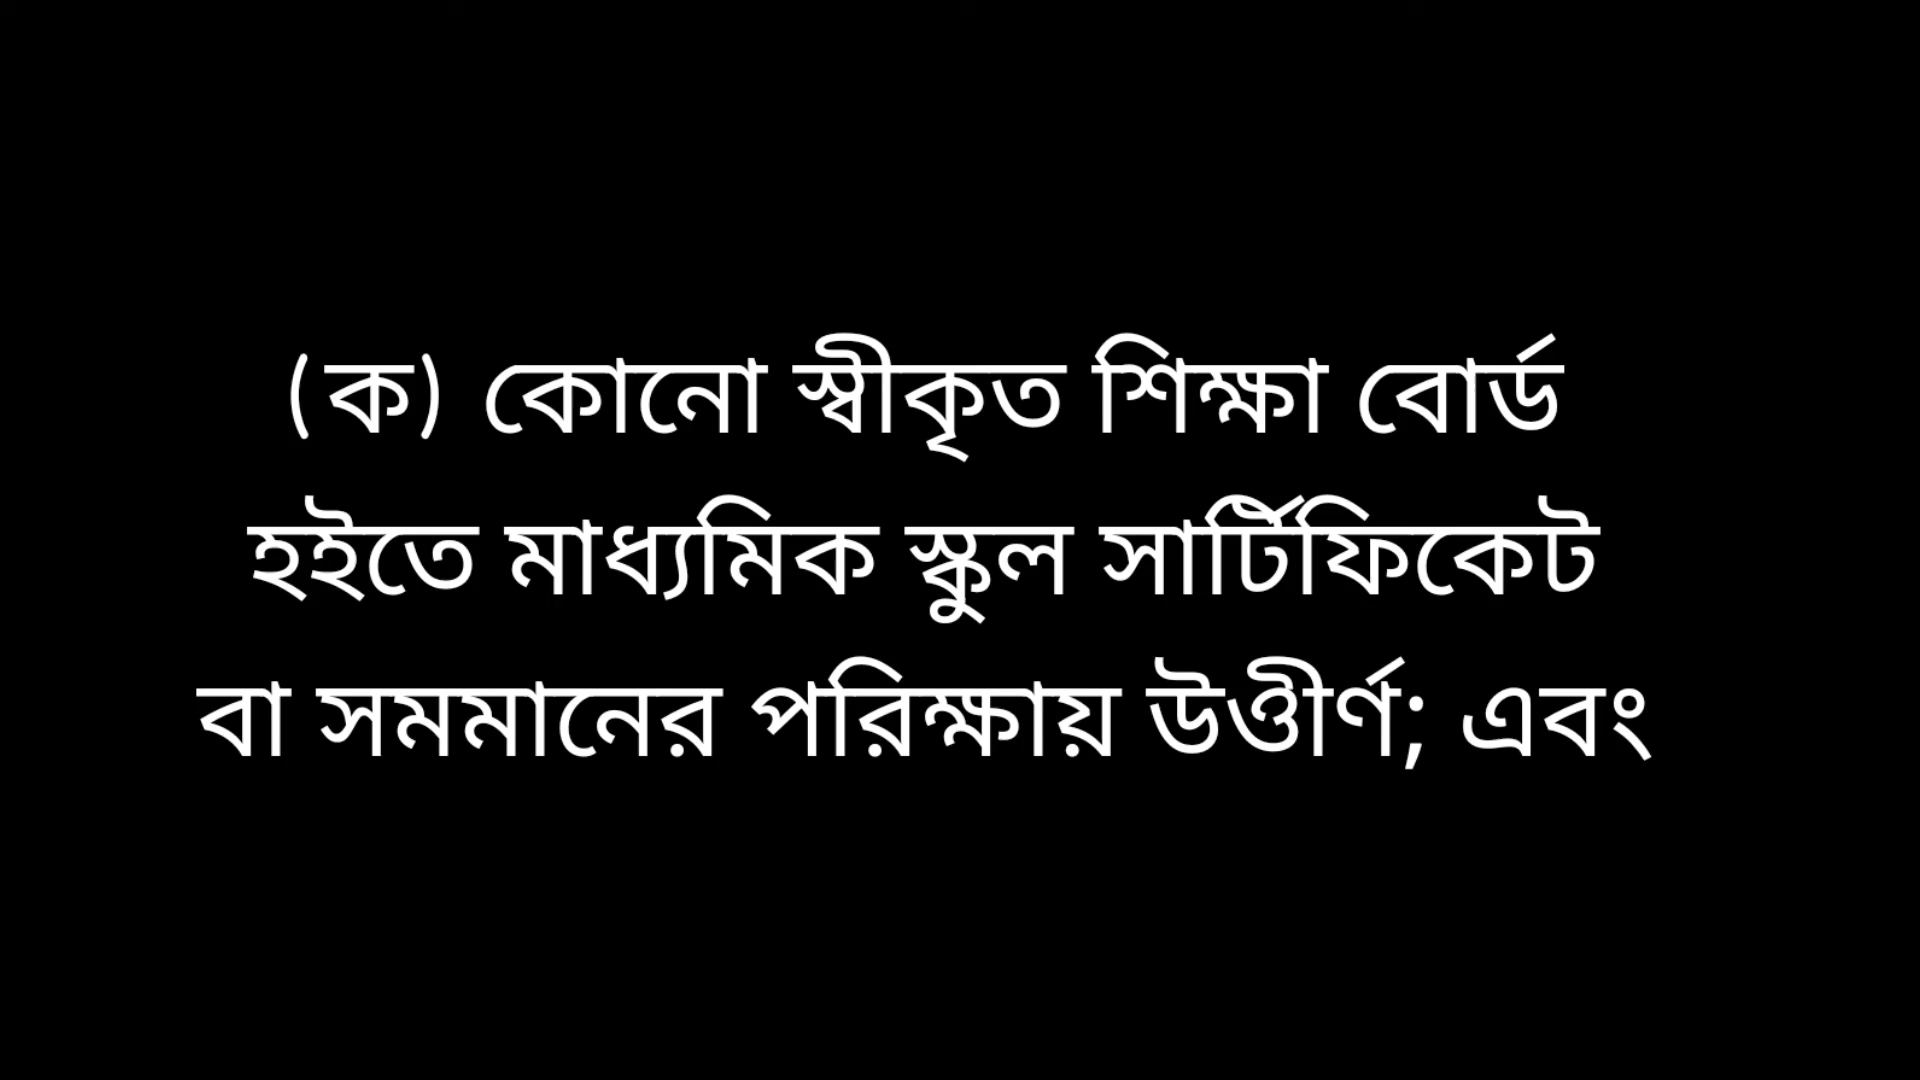 (ক) কোনো স্বীকৃত শিক্ষা বোর্ড
হইতে মাধ্যমিক স্কুল সার্টিফিকেট
বা সমমানের পরিক্ষায় উত্তীর্ণ; এবং